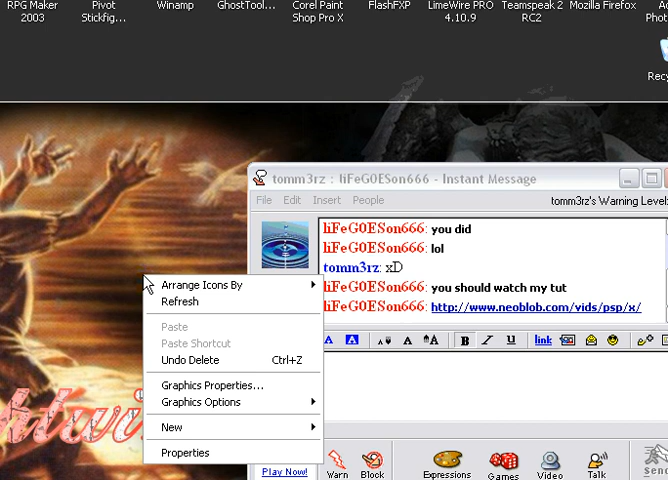 RPG Maker 2003
Pivot Stickfig...
Winamp
GhostTool...
Corel Paint Shop Pro X
FlashFXP
LimeWire PRO 4.10.9
Teamspeak 2 RC2
Mozilla Firefox
tomm3rz : liFeG0ESon666 - Instant Message
File Edit Insert People
tomm3rz's Warning Level:
liFeG0ESon666: you did
liFeG0ESon666: lol
tomm3rz: xD
liFeG0ESon666: you should watch my tut
liFeG0ESon666: http://www.neoblob.com/vids/psp/x/
Arrange Icons By
Refresh
Paste
Paste Shortcut
Undo Delete Ctrl+Z
Graphics Properties...
Graphics Options
New
Properties
A A A A A B I U link
Play Now!
Warn Block Expressions Games Video Talk Send